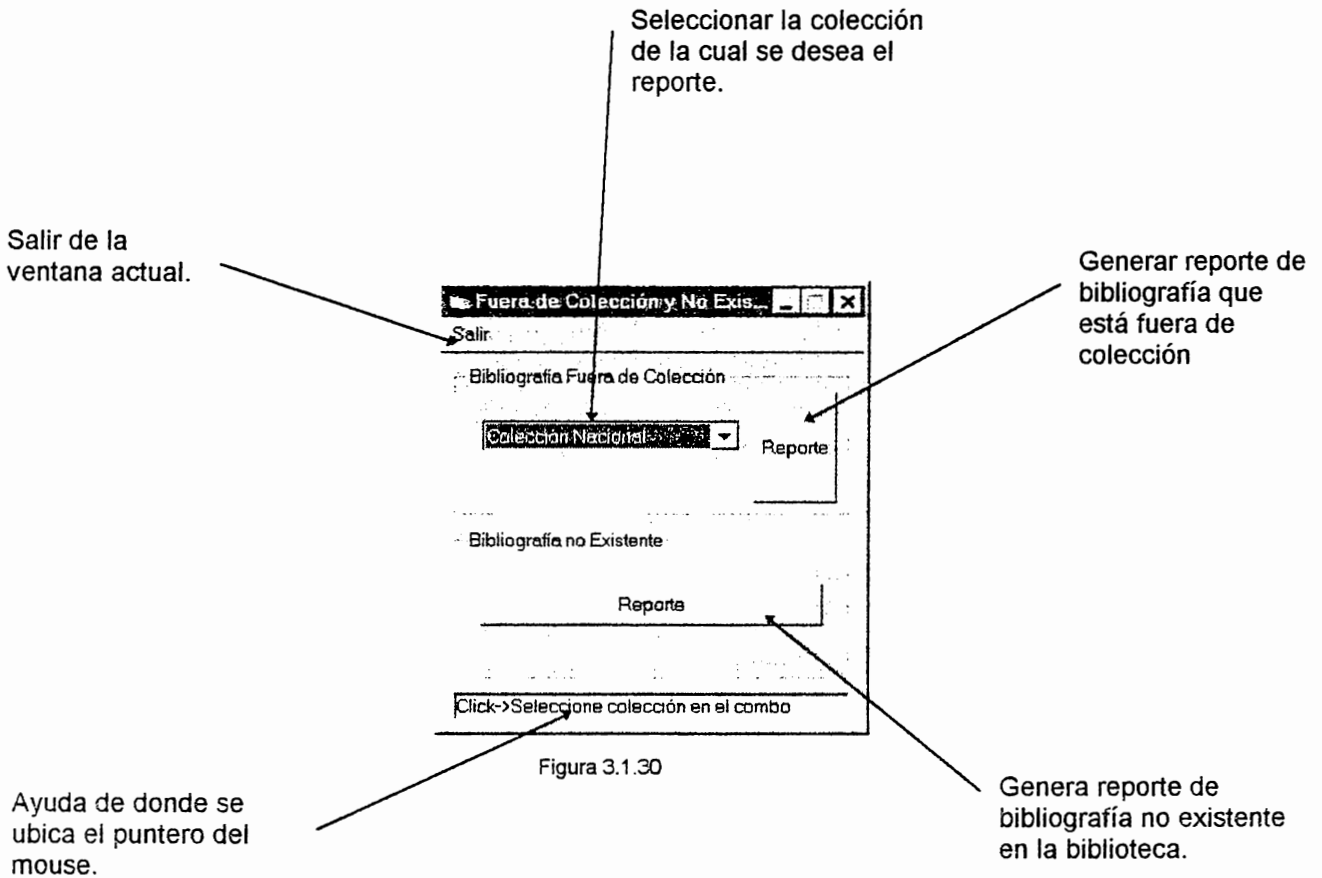 Seleccionar la colección
de la cual se desea el
reporte.
Salir de la
ventana actual.
Generar reporte de
bibliografía que
está fuera de
colección
Fuera de Colección y No Exis...
Salir
Bibliografía Fuera de Colección
Colección Nacional
Reporte
Bibliografía no Existente
Reporte
Click->Seleccione colección en el combo
Figura 3.1.30
Ayuda de donde se
ubica el puntero del
mouse.
Genera reporte de
bibliografía no existente
en la biblioteca.